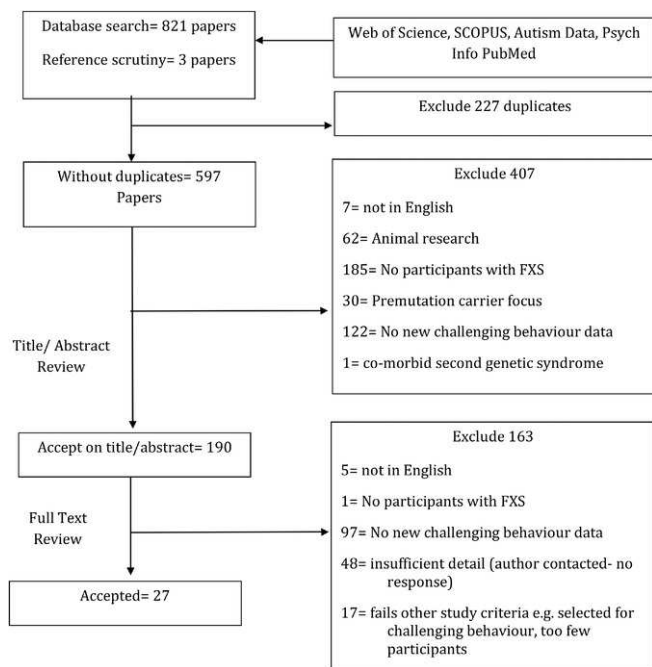 Database search= 821 papers
Reference scrutiny= 3 papers
Web of Science, SCOPUS, Autism Data, Psych
Info PubMed
Exclude 227 duplicates
Without duplicates= 597
Papers
Exclude 407
7= not in English
62= Animal research
185= No participants with FXS
30= Premutation carrier focus
122= No new challenging behaviour data
1= co-morbid second genetic syndrome
Title/ Abstract
Review
Accept on title/abstract= 190
Exclude 163
5= not in English
1= No participants with FXS
97= No new challenging behaviour data
48= insufficient detail (author contacted- no
response)
17= fails other study criteria e.g. selected for
challenging behaviour, too few
participants
Full Text
Review
Accepted= 27